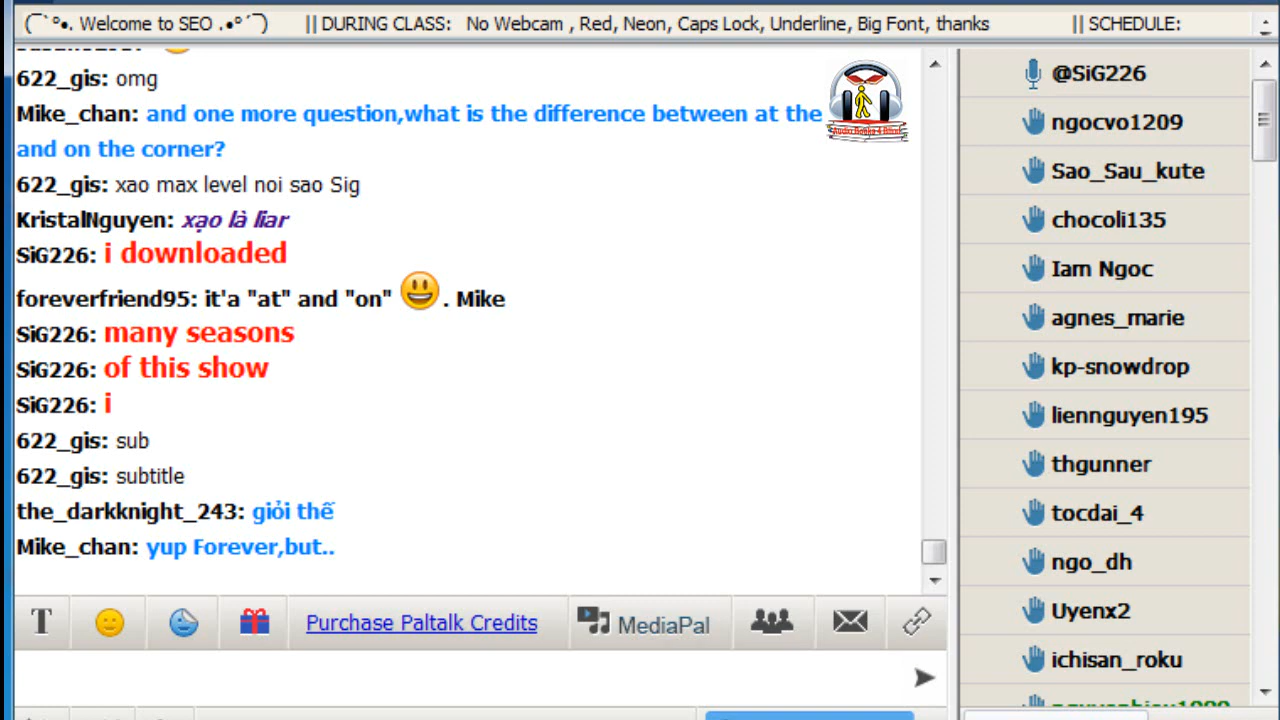 (¯`°•. Welcome to SEO .•°´¯)   || DURING CLASS:   No Webcam , Red, Neon, Caps Lock, Underline, Big Font, thanks   || SCHEDULE:
622_gis: omg
Mike_chan: and one more question,what is the difference between at the
and on the corner?
622_gis: xao max level noi sao Sig
KristalNguyen: xạo là liar
SiG226: i downloaded
foreverfriend95: it'a "at" and "on" 😃 . Mike
SiG226: many seasons
SiG226: of this show
SiG226: i
622_gis: sub
622_gis: subtitle
the_darkknight_243: giỏi thế
Mike_chan: yup Forever,but..
T
Purchase Paltalk Credits
MediaPal
@SiG226
ngocvo1209
Sao_Sau_kute
chocoli135
Iam Ngoc
agnes_marie
kp-snowdrop
liennguyen195
thgunner
tocdai_4
ngo_dh
Uyenx2
ichisan_roku